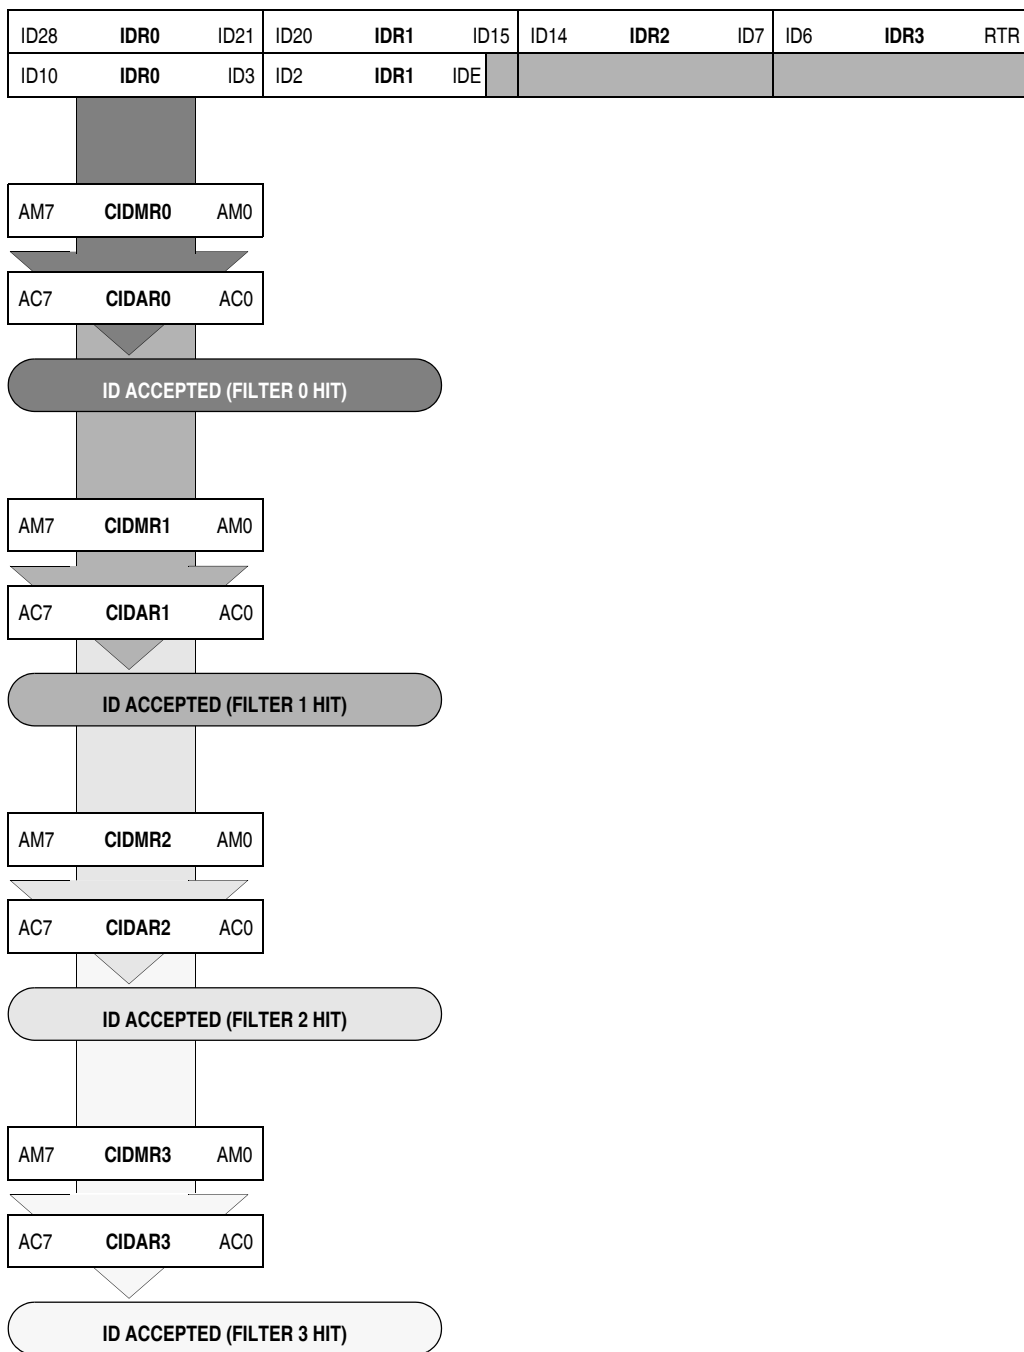 ID28 IDR0 ID21 ID20 IDR1 ID15 ID14 IDR2 ID7 ID6 IDR3 RTR
ID10 IDR0 ID3 ID2 IDR1 IDE
AM7 CIDMR0 AM0
AC7 CIDAR0 AC0
ID ACCEPTED (FILTER 0 HIT)
AM7 CIDMR1 AM0
AC7 CIDAR1 AC0
ID ACCEPTED (FILTER 1 HIT)
AM7 CIDMR2 AM0
AC7 CIDAR2 AC0
ID ACCEPTED (FILTER 2 HIT)
AM7 CIDMR3 AM0
AC7 CIDAR3 AC0
ID ACCEPTED (FILTER 3 HIT)